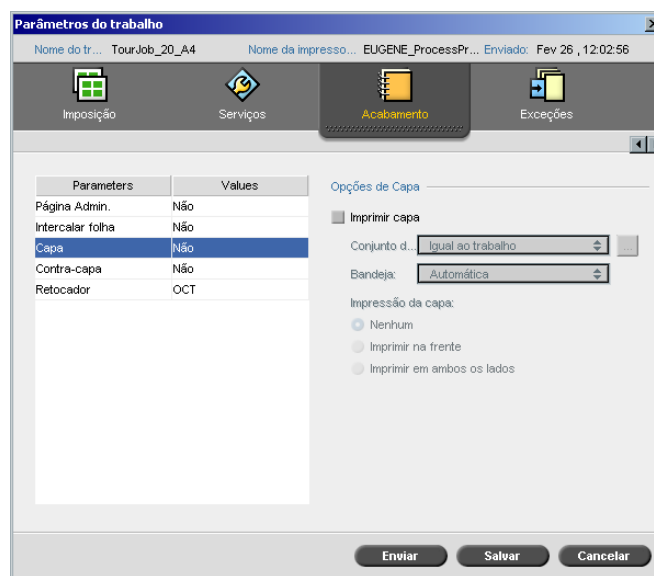 Parâmetros do trabalho
Nome do tr... TourJob_20_A4 Nome da impresso... EUGENE_ProcessPr... Enviado: Fev 26 , 12:02:56
Imposição Serviços Acabamento Exceções
Parameters Values
Página Admin. Não
Intercalar folha Não
Capa Não
Contra-capa Não
Retocador OCT
Opções de Capa
Imprimir capa
Conjunto d... Igual ao trabalho ...
Bandeja: Automática
Impressão da capa:
Nenhum
Imprimir na frente
Imprimir em ambos os lados
Enviar Salvar Cancelar